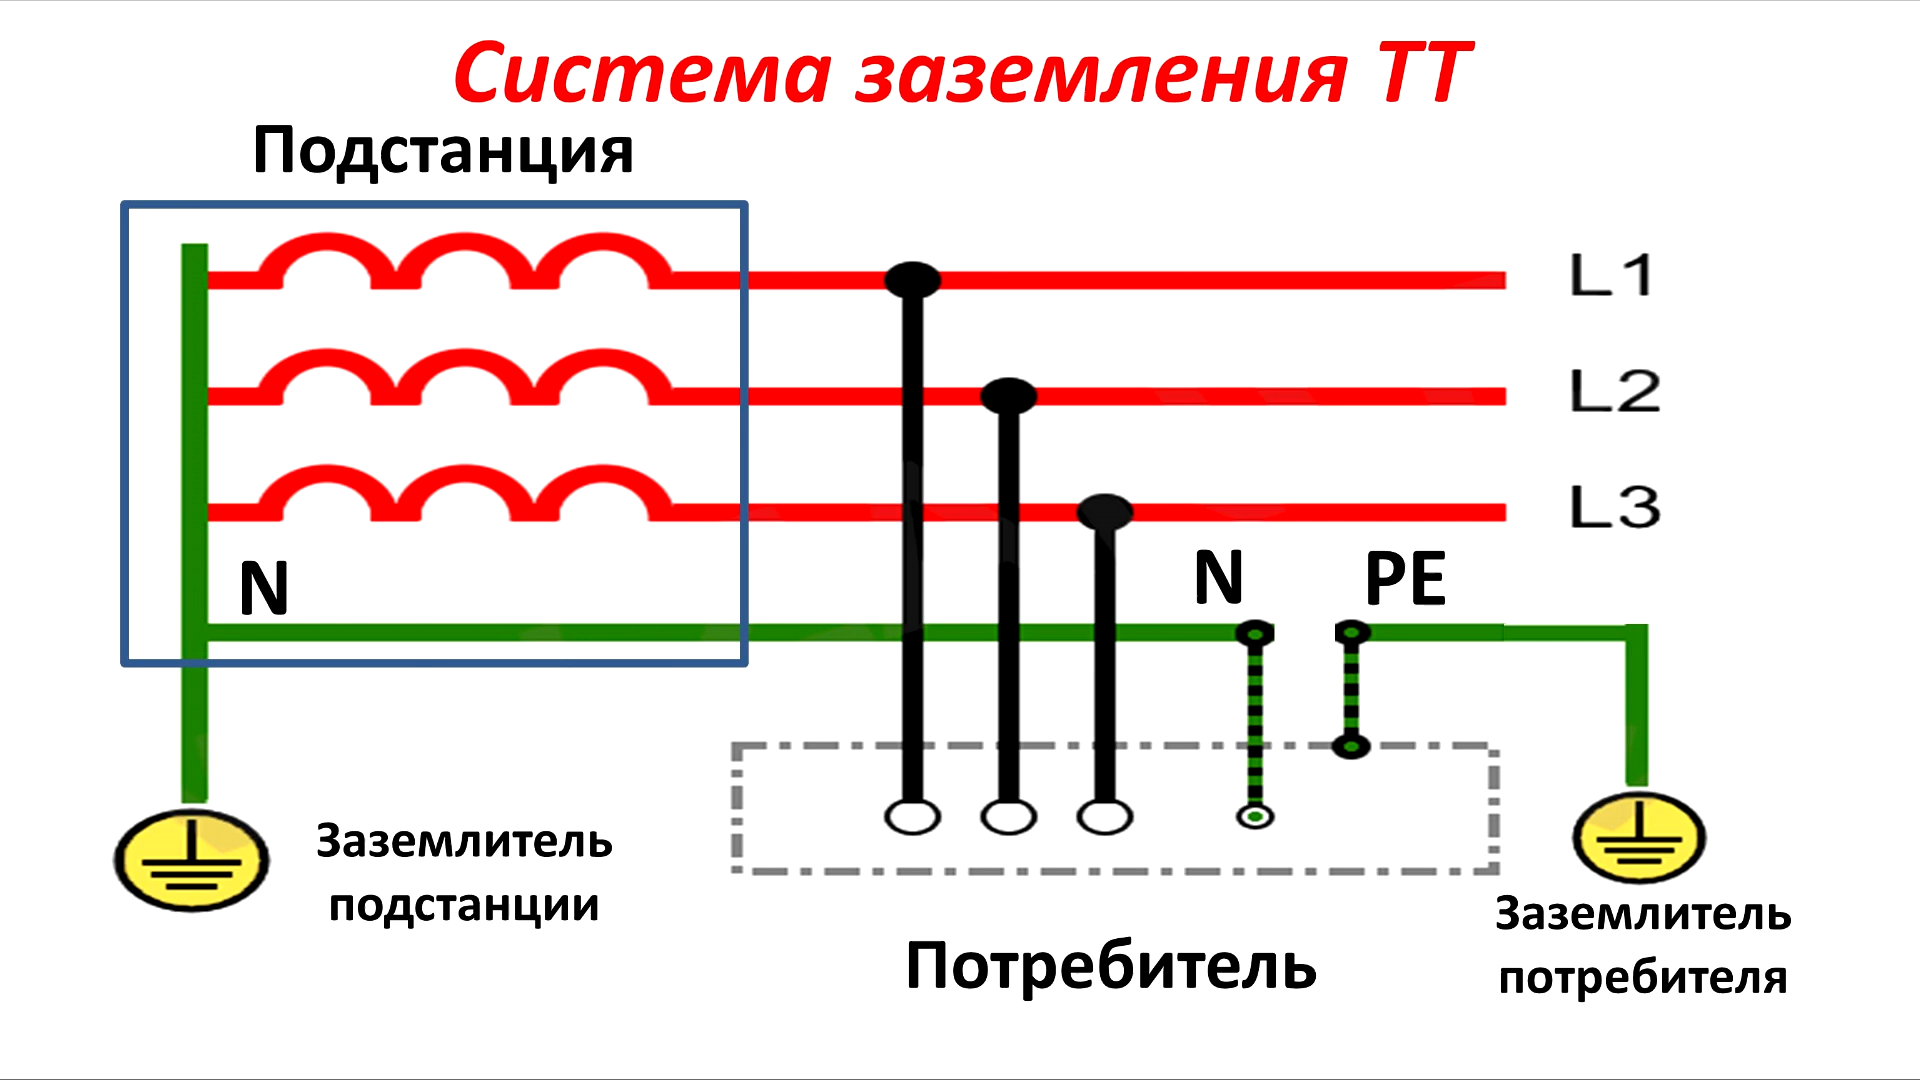 Система заземления ТТ
Подстанция
L1
L2
L3
N
N
PE
Заземлитель
подстанции
Потребитель
Заземлитель
потребителя